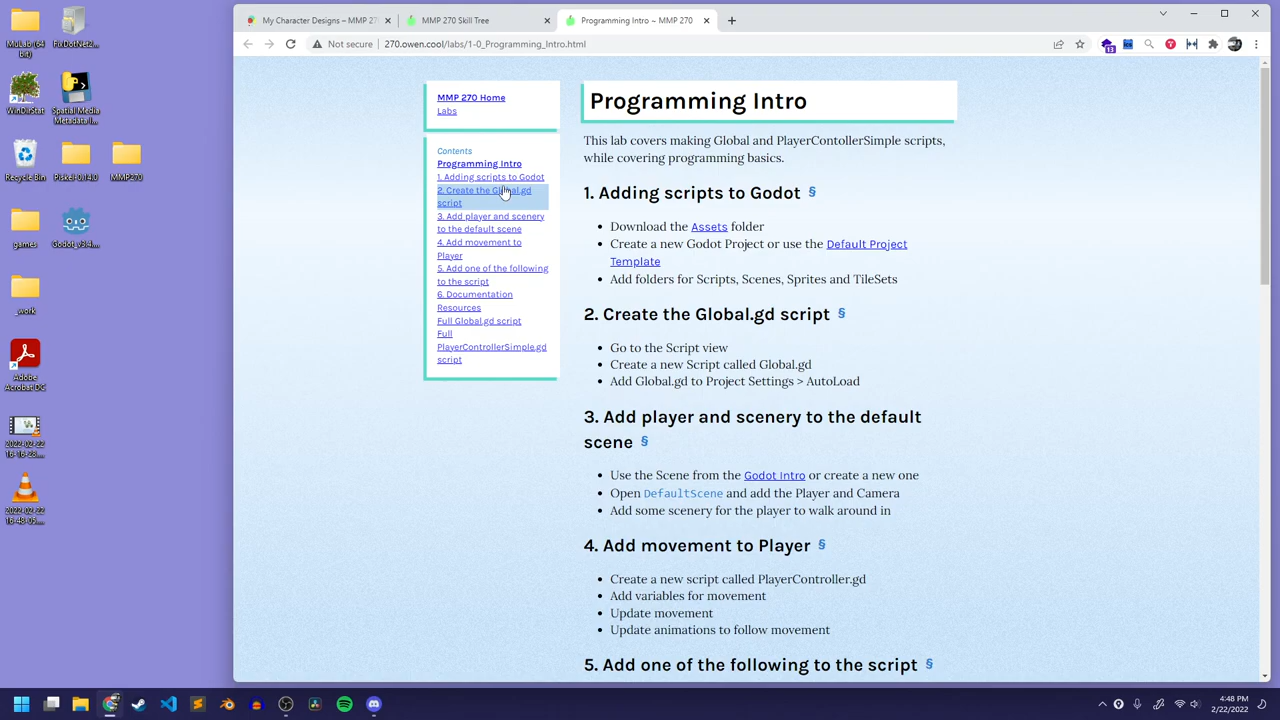 My Character Designs ~ MMP 27
MMP 270 Skill Tree
Programming Intro ~ MMP 270
Not secure
270.owen.cool/labs/1-0_Programming_Intro.html
13
WinDirStat
Spatial Media
Metadata I...
Recycle Bin
MMP270
games
_work
Adobe
Acrobat DC
MMP 270 Home
Labs
Contents
Programming Intro
1. Adding scripts to Godot
2. Create the Global.gd
script
3. Add player and scenery
to the default scene
4. Add movement to
Player
5. Add one of the following
to the script
6. Documentation
Resources
Full Global.gd script
Full
PlayerControllerSimple.gd
script
Programming Intro
This lab covers making Global and PlayerContollerSimple scripts,
while covering programming basics.
1. Adding scripts to Godot §
• Download the Assets folder
• Create a new Godot Project or use the Default Project
Template
• Add folders for Scripts, Scenes, Sprites and TileSets
2. Create the Global.gd script §
• Go to the Script view
• Create a new Script called Global.gd
• Add Global.gd to Project Settings > AutoLoad
3. Add player and scenery to the default
scene §
• Use the Scene from the Godot Intro or create a new one
• Open DefaultScene and add the Player and Camera
• Add some scenery for the player to walk around in
4. Add movement to Player §
• Create a new script called PlayerController.gd
• Add variables for movement
• Update movement
• Update animations to follow movement
5. Add one of the following to the script §
4:48 PM
2/22/2022